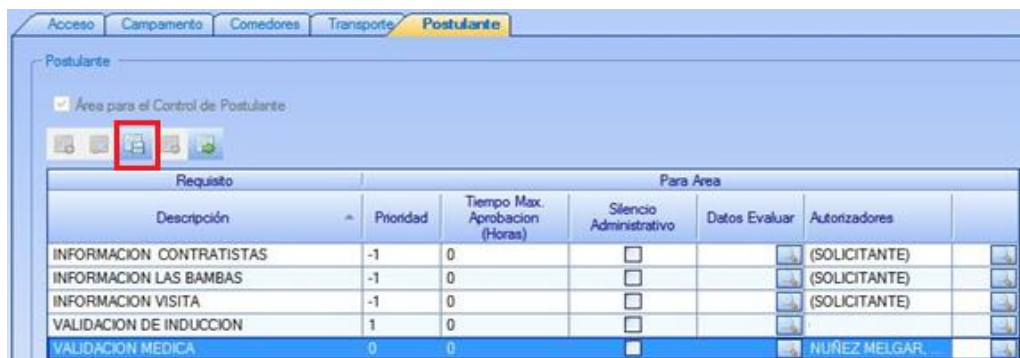 Acceso Campamento Comedores Transporte Postulante
Postulante
Área para el Control de Postulante
Requisito Para Area
Descripción Prioridad Tiempo Max. Aprobacion (Horas) Silencio Administrativo Datos Evaluar Autorizadores
INFORMACION CONTRATISTAS -1 0 (SOLICITANTE)
INFORMACION LAS BAMBAS -1 0 (SOLICITANTE)
INFORMACION VISITA -1 0 (SOLICITANTE)
VALIDACION DE INDUCCION 1 0
VALIDACION MEDICA 0 0 NUÑEZ MELGAR, ...